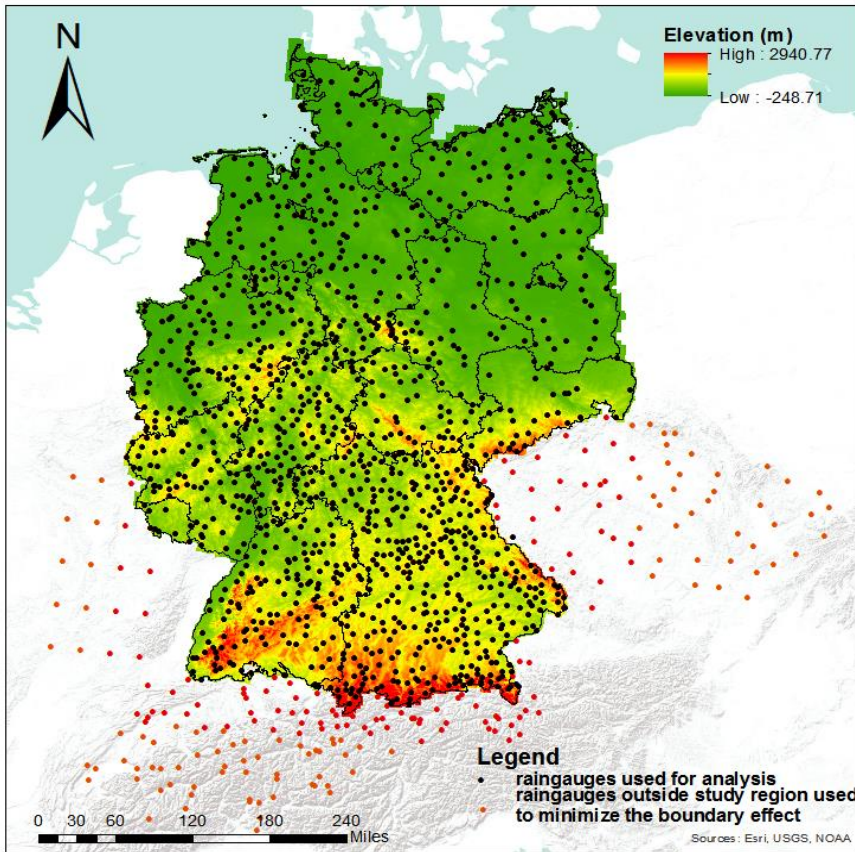 N
Elevation (m)
High : 2940.77
Low : -248.71
Legend
raingauges used for analysis
raingauges outside study region used
to minimize the boundary effect
0 30 60 120 180 240
Miles
Sources: Esri, USGS, NOAA